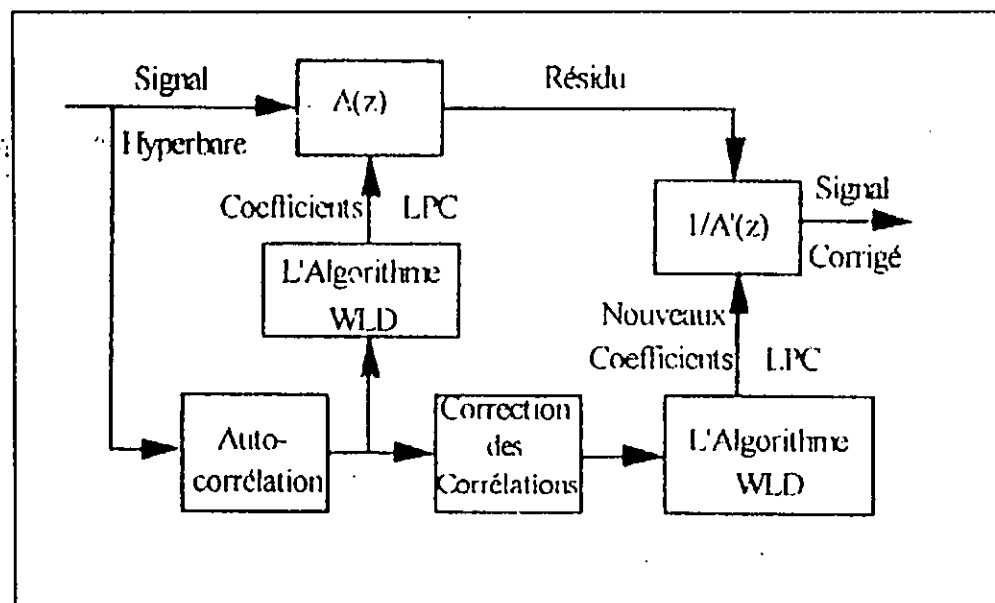 Signal
Hyperbare
A(z)
Résidu
Coefficients LPC
L'Algorithme
WLD
1/A'(z)
Signal
Corrigé
Nouveaux
Coefficients LPC
Auto-
corrélation
Correction
des
Corrélations
L'Algorithme
WLD